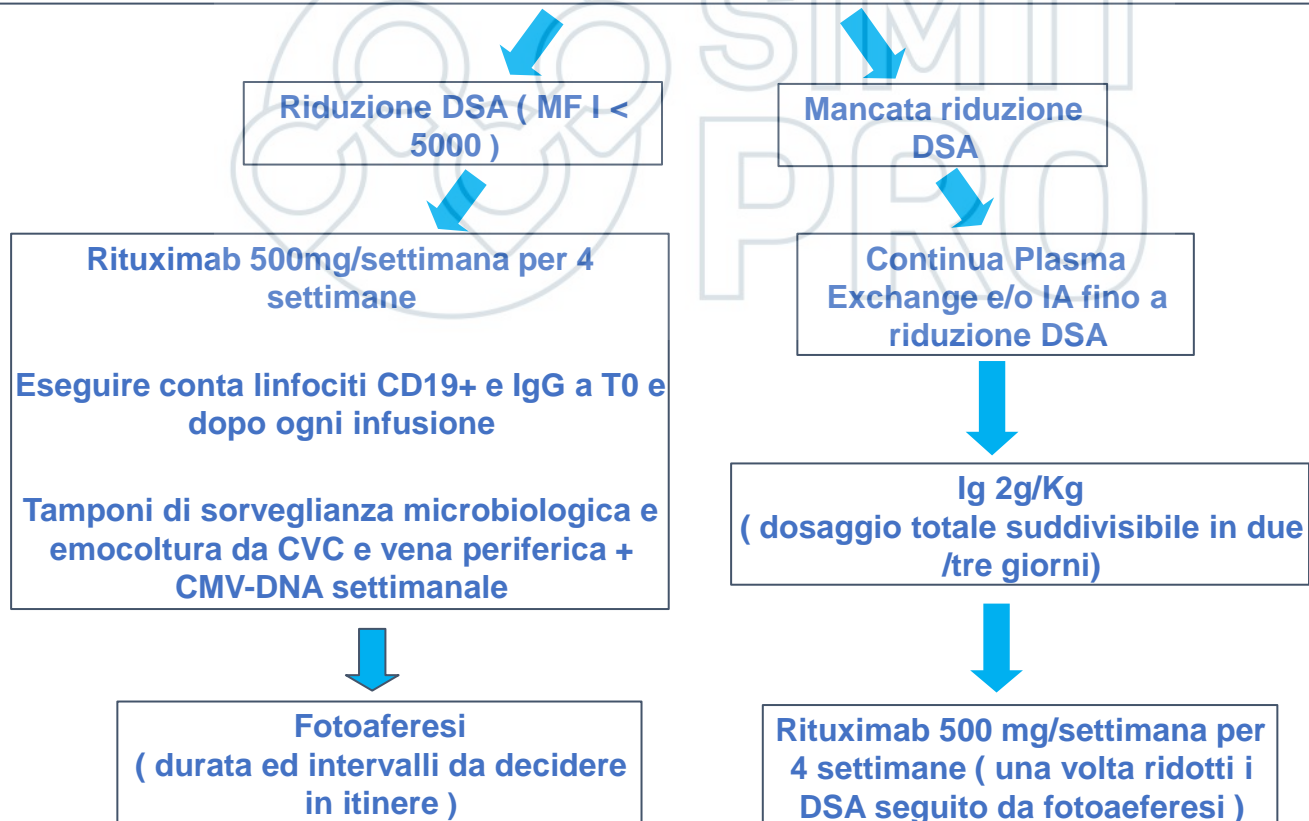 SIMTI
PRO
Riduzione DSA ( MF I <
5000 )
Mancata riduzione
DSA
Rituximab 500mg/settimana per 4
settimane
Eseguire conta linfociti CD19+ e IgG a T0 e
dopo ogni infusione
Tamponi di sorveglianza microbiologica e
emocoltura da CVC e vena periferica +
CMV-DNA settimanale
Continua Plasma
Exchange e/o IA fino a
riduzione DSA
Ig 2g/Kg
( dosaggio totale suddivisibile in due
/tre giorni)
Fotoaferesi
( durata ed intervalli da decidere
in itinere )
Rituximab 500 mg/settimana per
4 settimane ( una volta ridotti i
DSA seguito da fotoaeferesi )